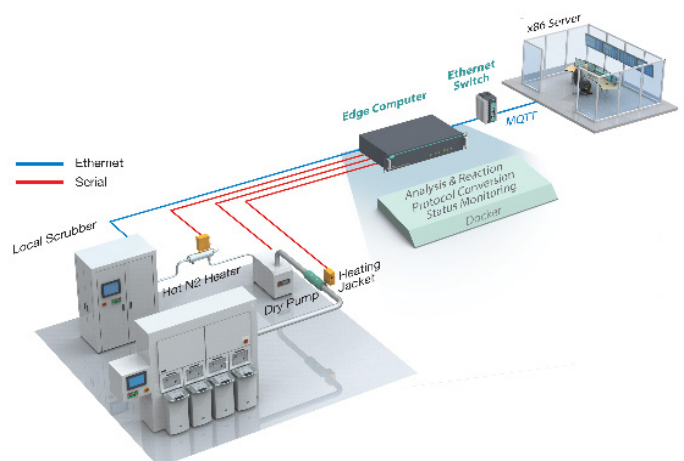 x86 Server
Ethernet
Switch
Edge Computer
MQTT
Ethernet
Serial
Analysis & Reaction
Protocol Conversion
Status Monitoring
Docker
Local Scrubber
Hot N2 Heater
Dry Pump
Heating
Jacket